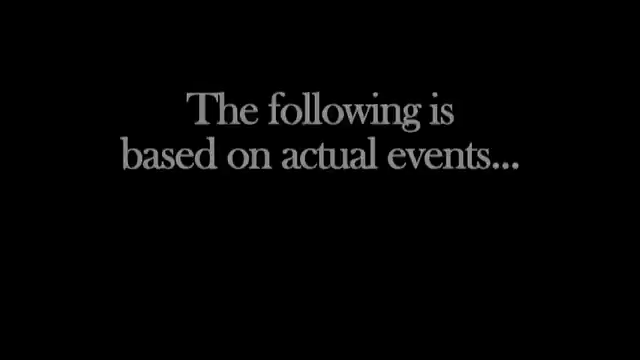 The following is
based on actual events...